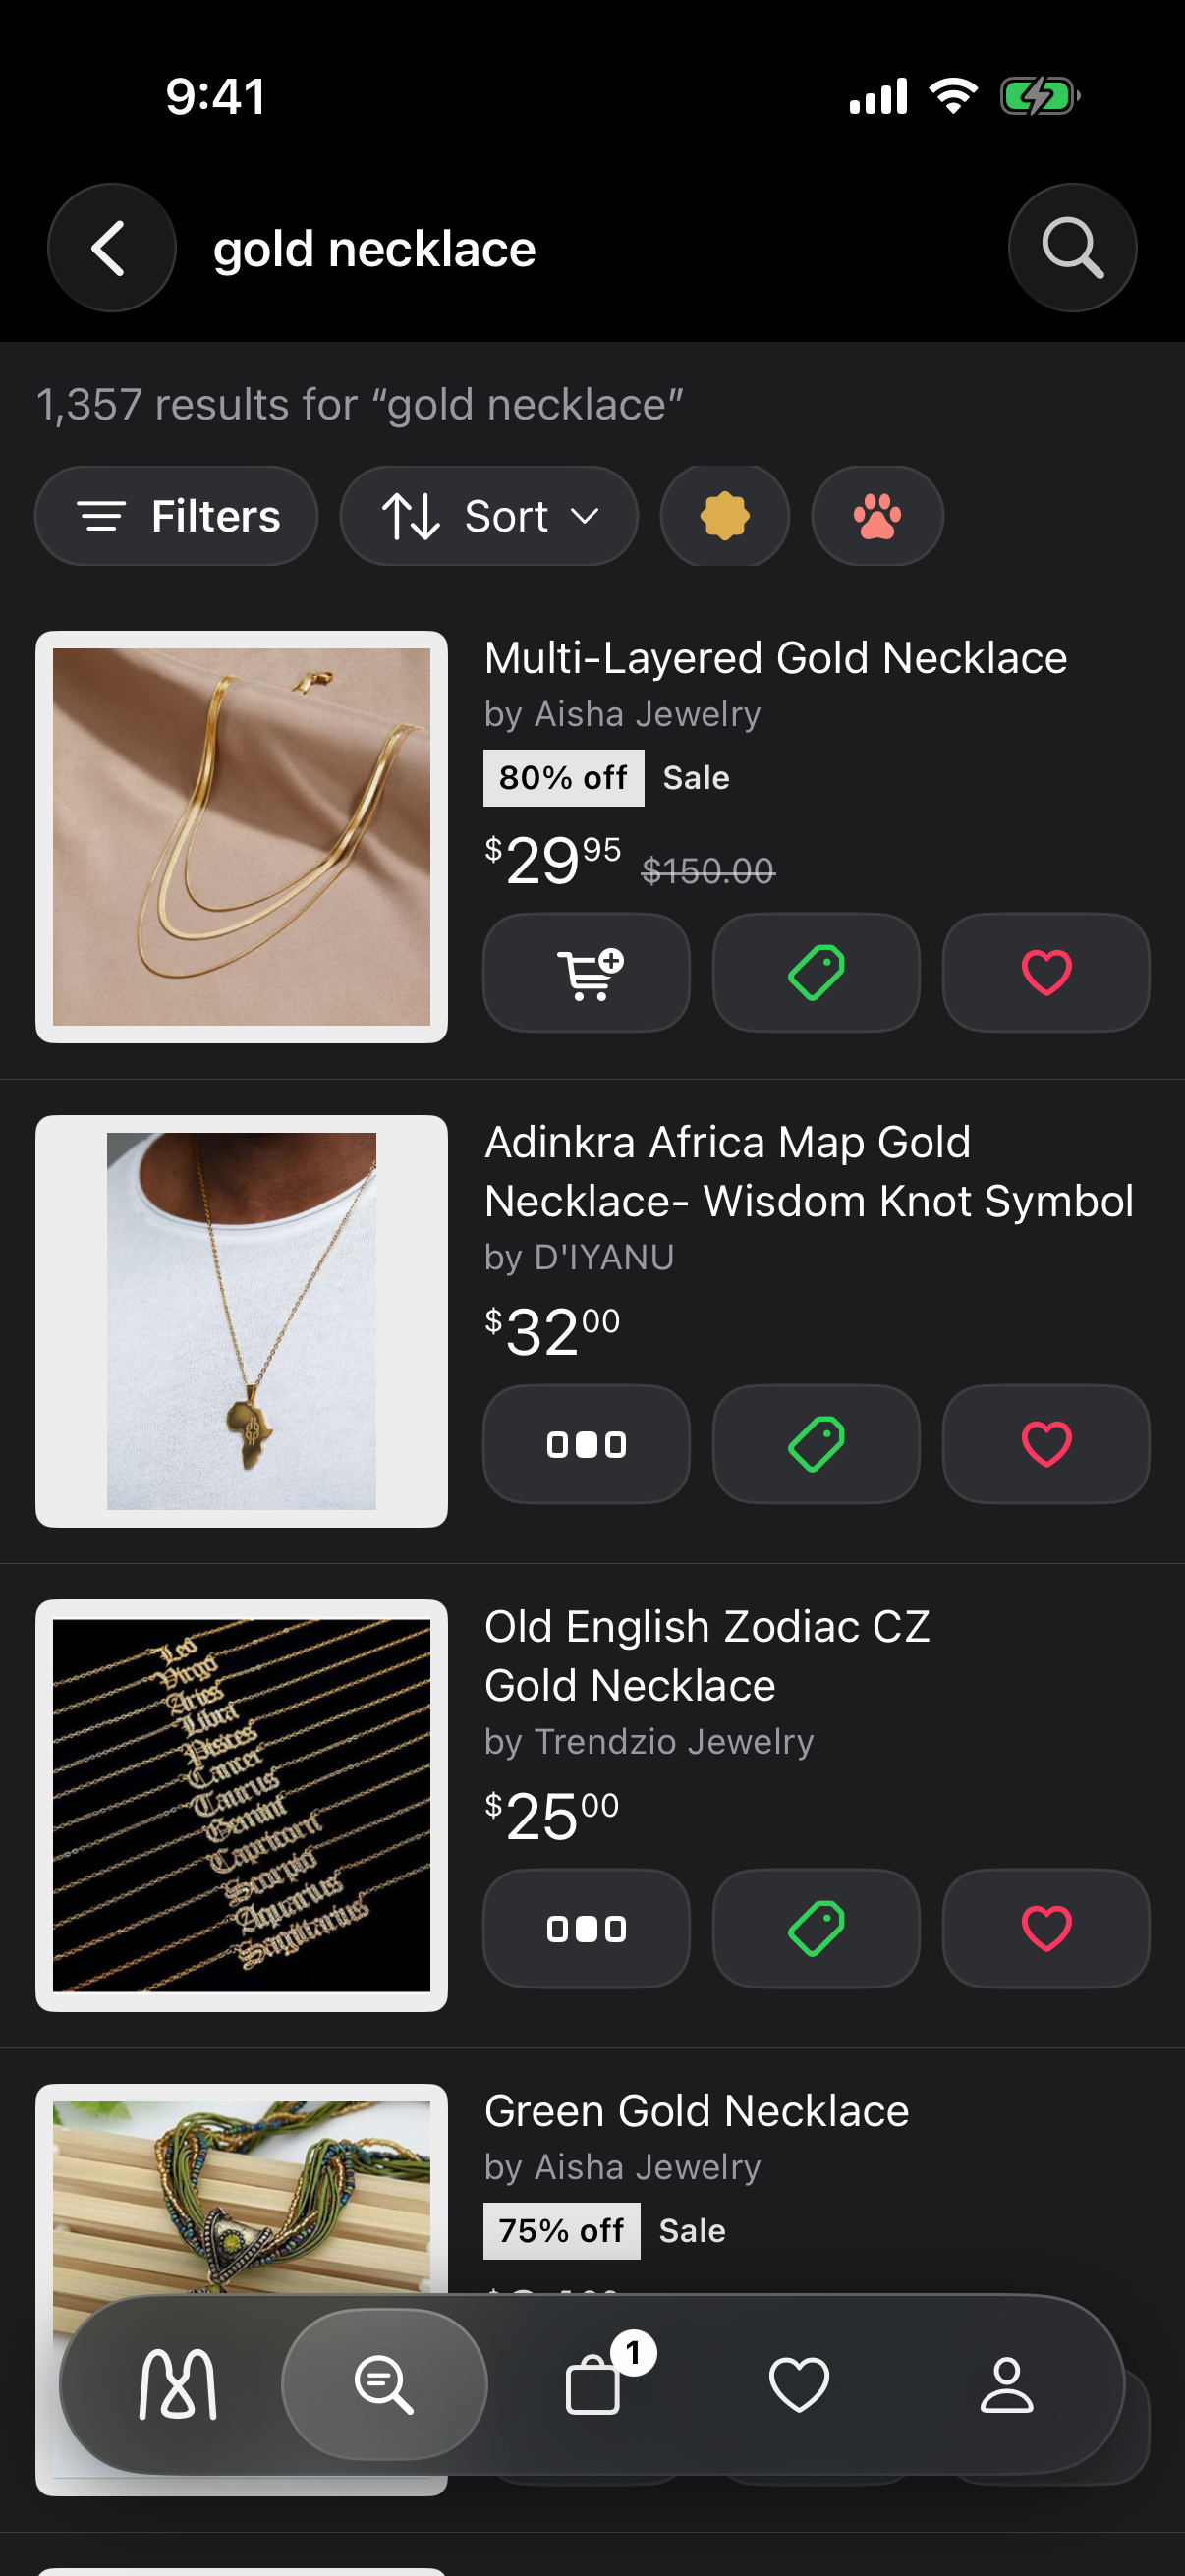 9:41
gold necklace
1,357 results for “gold necklace”
Filters
Sort
Multi-Layered Gold Necklace
by Aisha Jewelry
80% off Sale
$2995 $150.00
Adinkra Africa Map Gold
Necklace- Wisdom Knot Symbol
by D'IYANU
$3200
Leo
Virgo
Aries
Libra
Pisces
Cancer
Taurus
Gemini
Capricorn
Scorpio
Aquarius
Sagittarius
Old English Zodiac CZ
Gold Necklace
by Trendzio Jewelry
$2500
Green Gold Necklace
by Aisha Jewelry
75% off Sale
1